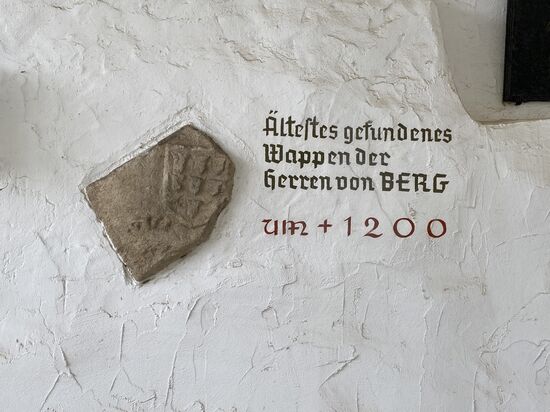 Ältestes gefundenes
Wappen der
Herren von BERG
um + 1200